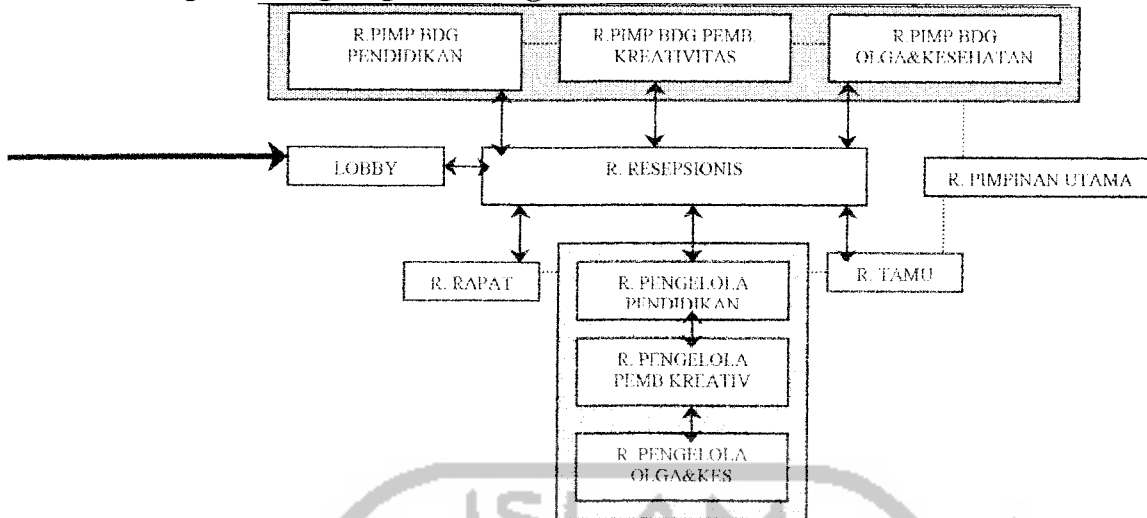 R.PIMP BDG
PENDIDIKAN
R.PIMP BDG PEMB.
KREATIVITAS
R.PIMP BDG
OLGA&KESEHATAN
LOBBY
R. RESEPSIONIS
R. PIMPINAN UTAMA
R. RAPAT
R. PENGELOLA
PENDIDIKAN
R. TAMU
R. PENGELOLA
PEMB KREATIV
R. PENGELOLA
OLGA&KES
ISLAM